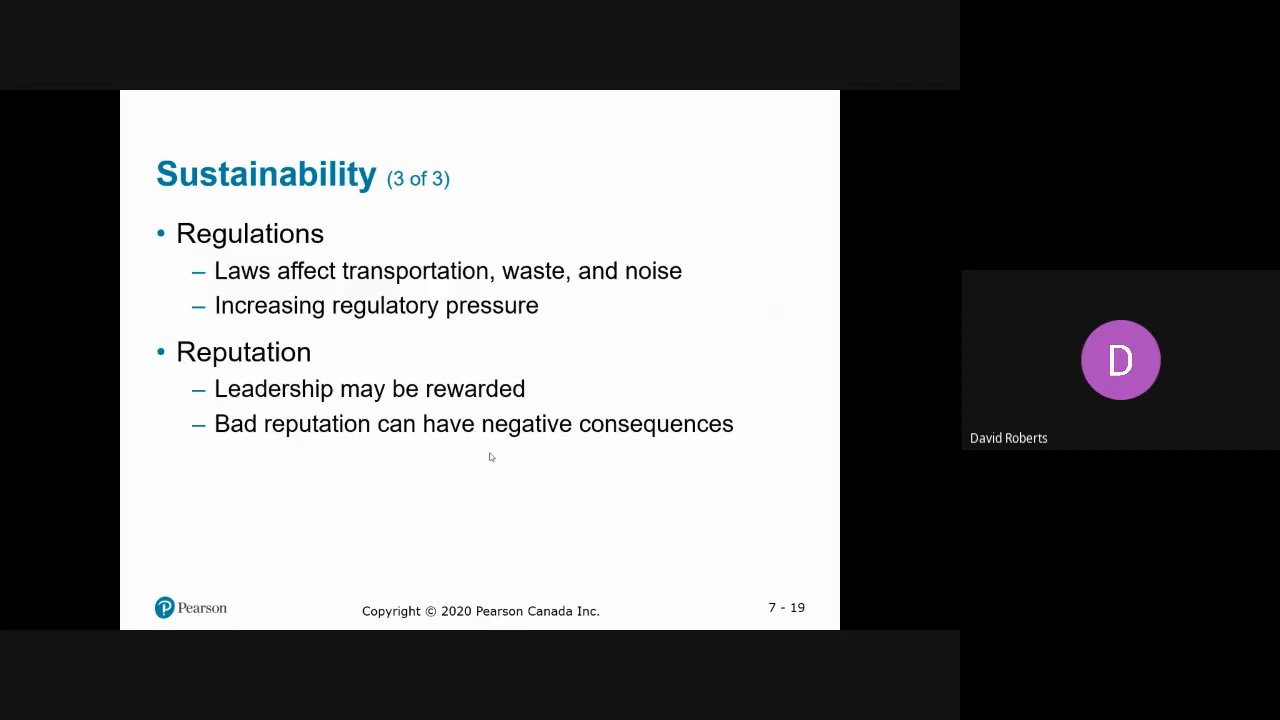 Sustainability (3 of 3)
• Regulations
– Laws affect transportation, waste, and noise
– Increasing regulatory pressure
• Reputation
– Leadership may be rewarded
– Bad reputation can have negative consequences
P Pearson
Copyright © 2020 Pearson Canada Inc.
7 - 19
D
David Roberts